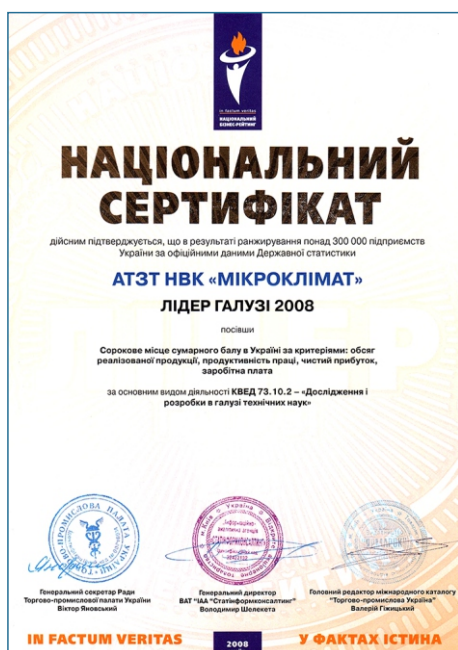 in factum veritas
НАЦІОНАЛЬНИЙ
БІЗНЕС-РЕЙТИНГ
НАЦІОНАЛЬНИЙ
СЕРТИФІКАТ
дійсним підтверджується, що в результаті ранжирування понад 300 000 підприємств
України за офіційними даними Державної статистики
АТЗТ НВК «МІКРОКЛІМАТ»
ЛІДЕР ГАЛУЗІ 2008
посівши
Сорокове місце сумарного балу в Україні за критеріями: обсяг
реалізованої продукції, продуктивність праці, чистий прибуток,
заробітна плата
за основним видом діяльності КВЕД 73.10.2 – «Дослідження і
розробки в галузі технічних наук»
Генеральний секретар Ради
Торгово-промислової палати України
Віктор Яновський
Генеральний директор
ВАТ "ІАА "Статінформконсалтинг"
Володимир Шелекета
Головний редактор міжнародного каталогу
"Торгово-промислова Україна"
Валерій Гіжицький
IN FACTUM VERITAS
2008
У ФАКТАХ ІСТИНА